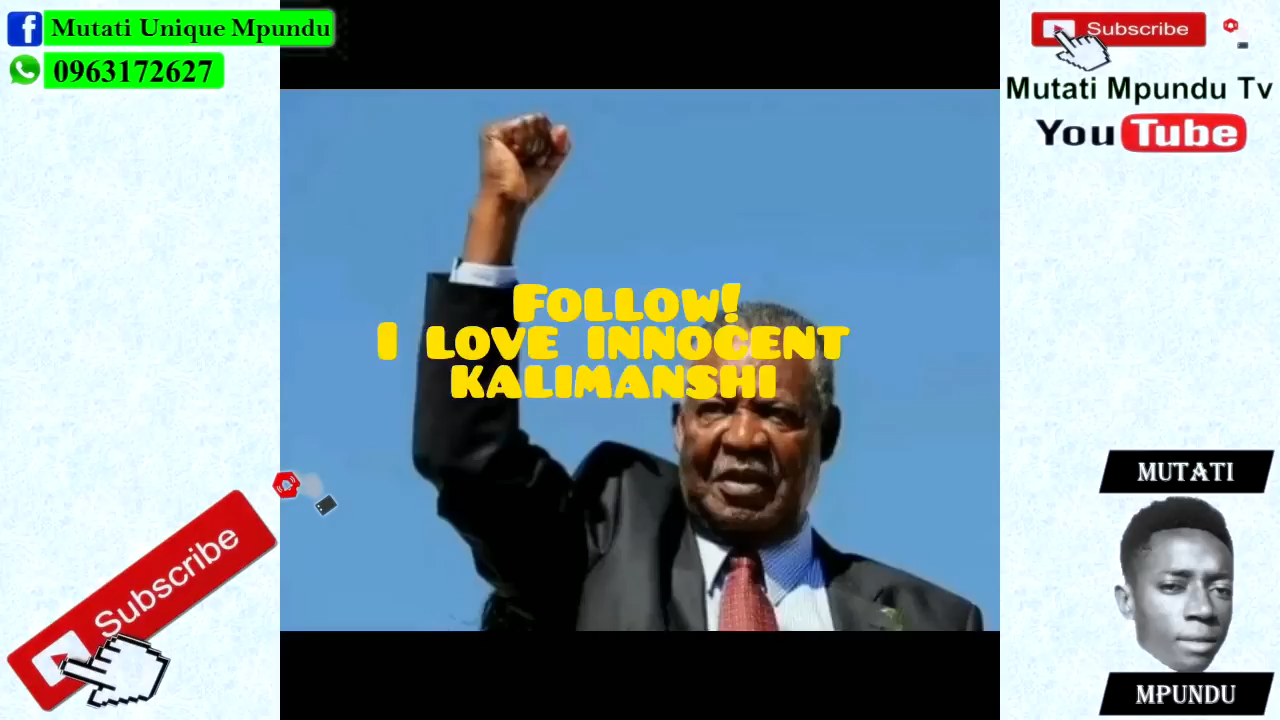 Mutati Unique Mpundu
0963172627
Subscribe
Mutati Mpundu Tv
YouTube
Follow!
I love innocent
kalimanshi
Subscribe
MUTATI
MPUNDU